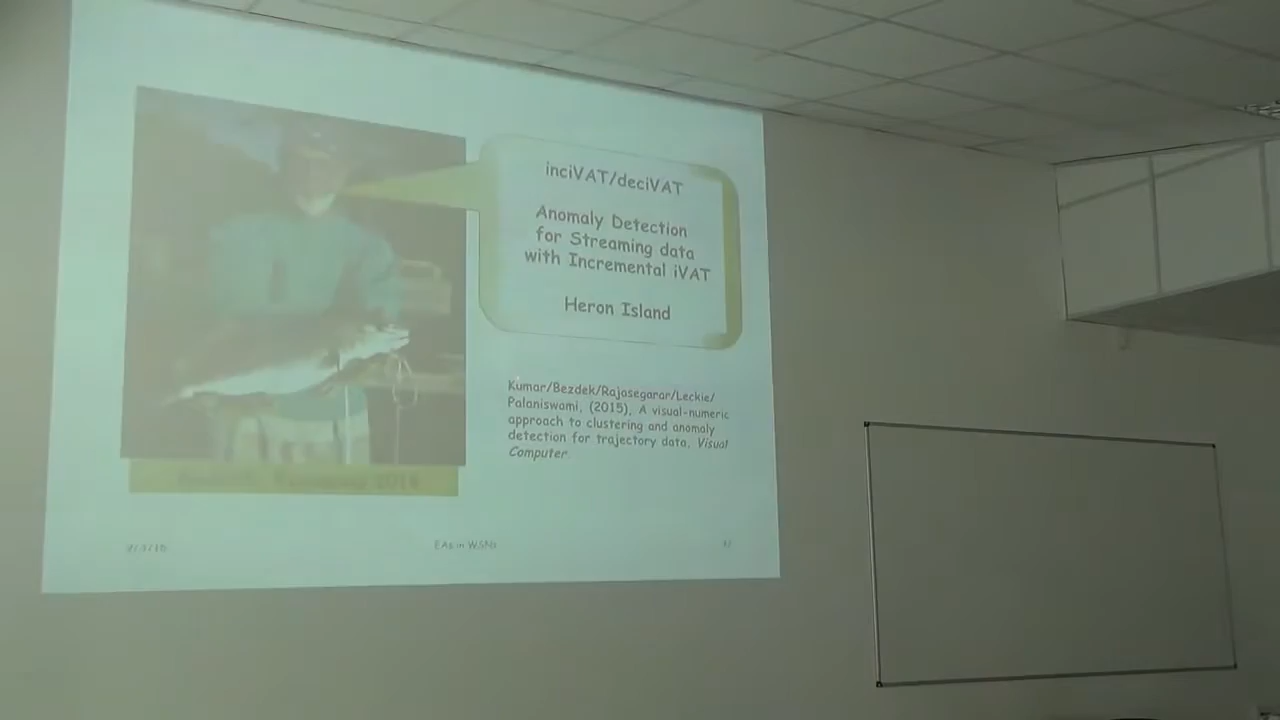 inciVAT/deciVAT
Anomaly Detection
for Streaming data
with Incremental iVAT
Heron Island
Kumar/Bezdek/Rajasegarar/Leckie/
Palaniswami, (2015), A visual-numeric
approach to clustering and anomaly
detection for trajectory data, Visual
Computer.
EAs in WSNs